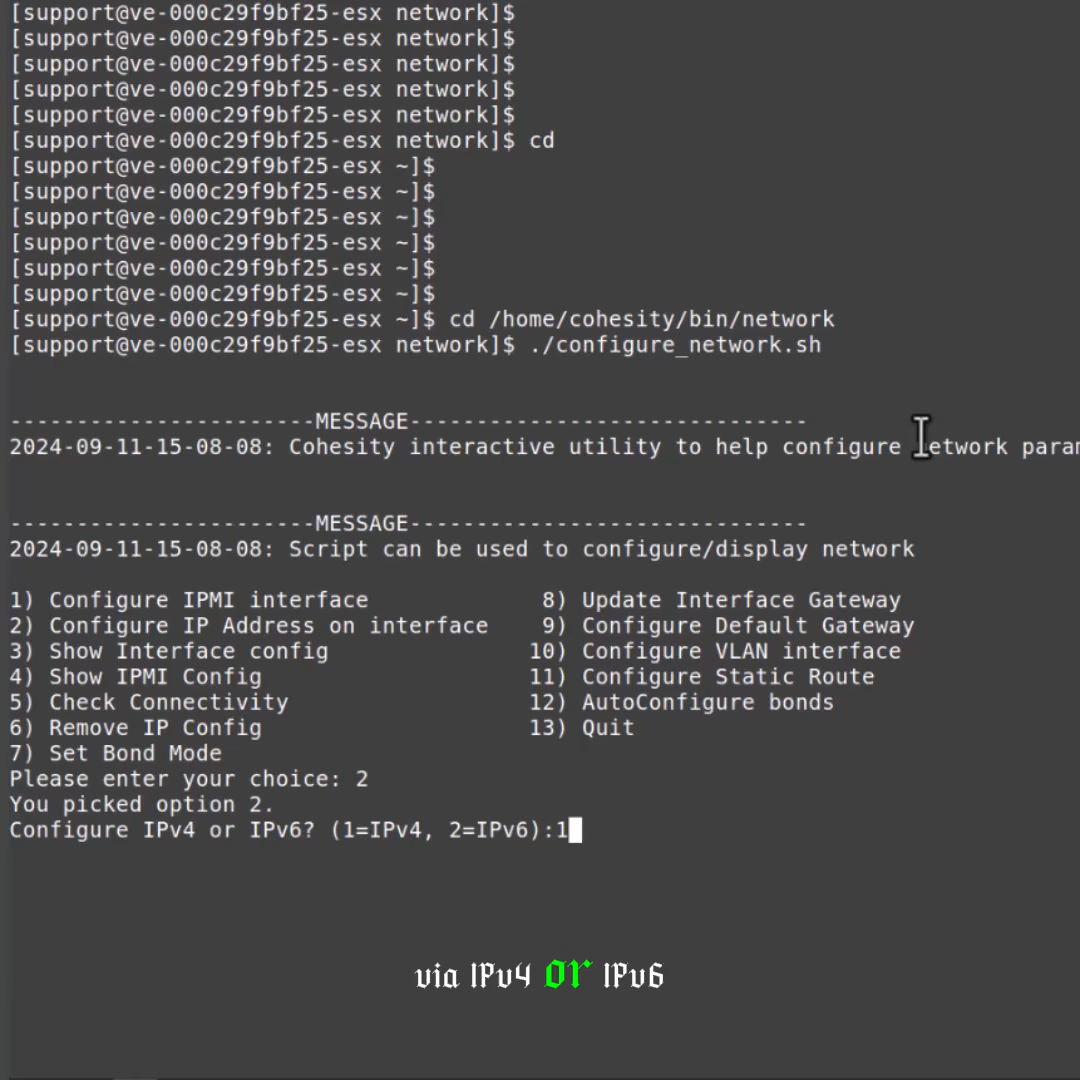 [support@ve-000c29f9bf25-esx network]$
[support@ve-000c29f9bf25-esx network]$
[support@ve-000c29f9bf25-esx network]$
[support@ve-000c29f9bf25-esx network]$
[support@ve-000c29f9bf25-esx network]$
[support@ve-000c29f9bf25-esx network]$ cd
[support@ve-000c29f9bf25-esx ~]$
[support@ve-000c29f9bf25-esx ~]$
[support@ve-000c29f9bf25-esx ~]$
[support@ve-000c29f9bf25-esx ~]$
[support@ve-000c29f9bf25-esx ~]$
[support@ve-000c29f9bf25-esx ~]$
[support@ve-000c29f9bf25-esx ~]$ cd /home/cohesity/bin/network
[support@ve-000c29f9bf25-esx network]$ ./configure_network.sh
-----------------------MESSAGE------------------------------
2024-09-11-15-08-08: Cohesity interactive utility to help configure network param
-----------------------MESSAGE------------------------------
2024-09-11-15-08-08: Script can be used to configure/display network
1) Configure IPMI interface 8) Update Interface Gateway
2) Configure IP Address on interface 9) Configure Default Gateway
3) Show Interface config 10) Configure VLAN interface
4) Show IPMI Config 11) Configure Static Route
5) Check Connectivity 12) AutoConfigure bonds
6) Remove IP Config 13) Quit
7) Set Bond Mode
Please enter your choice: 2
You picked option 2.
Configure IPv4 or IPv6? (1=IPv4, 2=IPv6):1
via IPv4 or IPv6